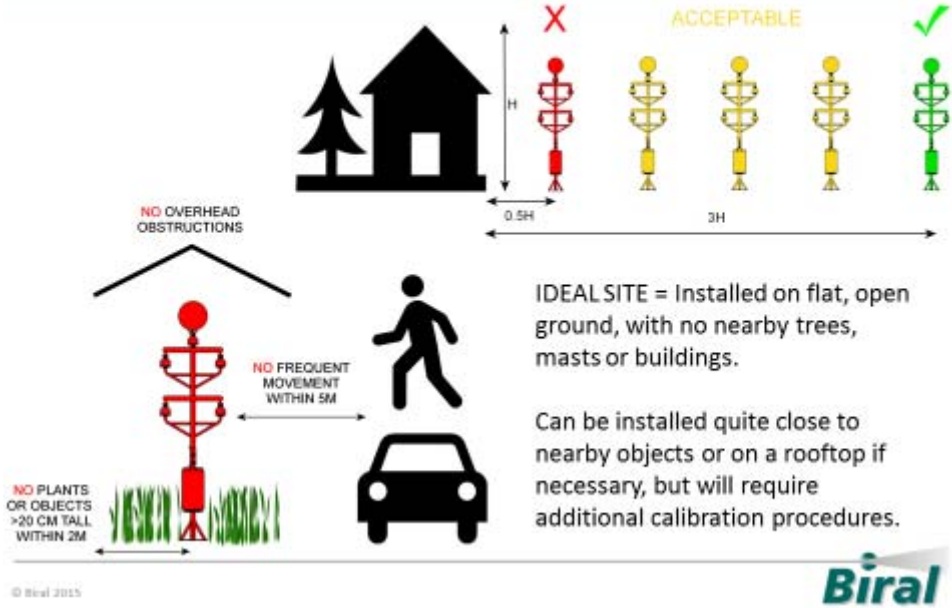 ACCEPTABLE
H
0.5H
3H
NO OVERHEAD
OBSTRUCTIONS
NO FREQUENT
MOVEMENT
WITHIN 5M
NO PLANTS
OR OBJECTS
>20 CM TALL
WITHIN 2M
IDEAL SITE = Installed on flat, open
ground, with no nearby trees,
masts or buildings.
Can be installed quite close to
nearby objects or on a rooftop if
necessary, but will require
additional calibration procedures.
© Biral 2015
Biral